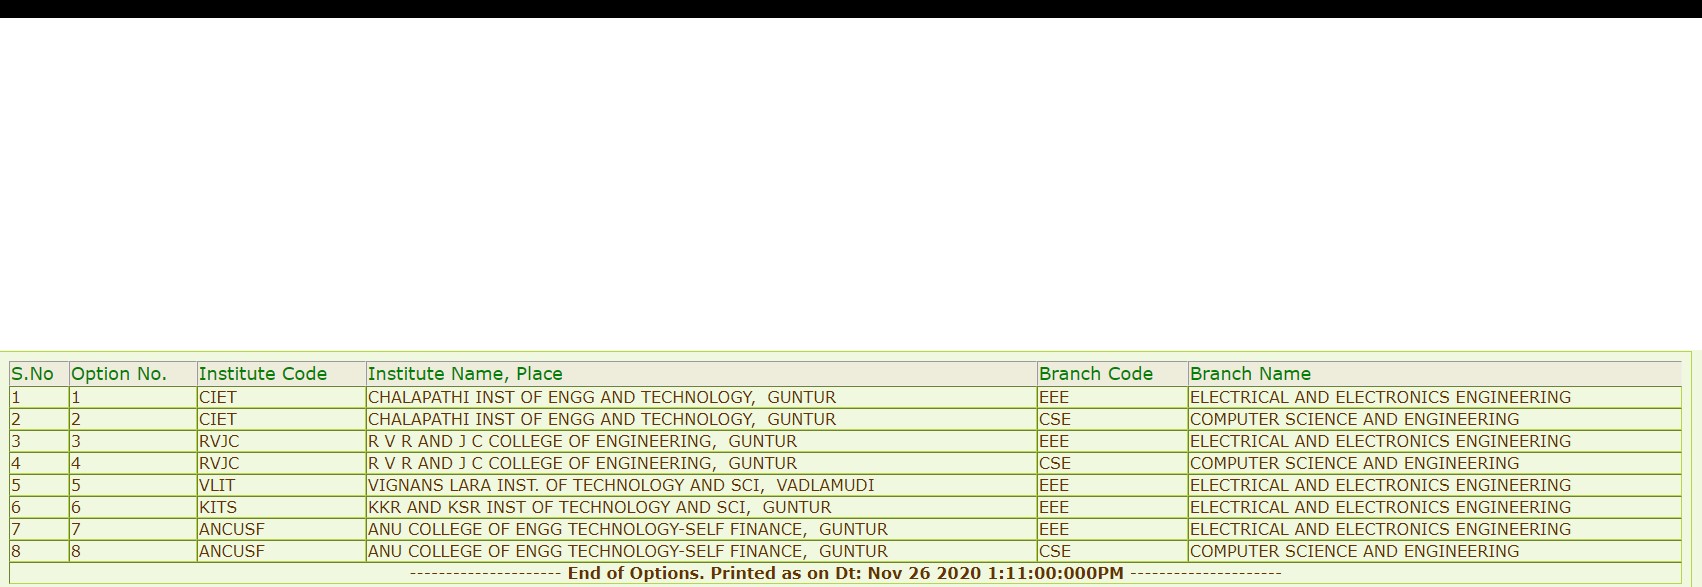 S.No Option No. Institute Code Institute Name, Place Branch Code Branch Name
1 1 CIET CHALAPATHI INST OF ENGG AND TECHNOLOGY, GUNTUR EEE ELECTRICAL AND ELECTRONICS ENGINEERING
2 2 CIET CHALAPATHI INST OF ENGG AND TECHNOLOGY, GUNTUR CSE COMPUTER SCIENCE AND ENGINEERING
3 3 RVJC R V R AND J C COLLEGE OF ENGINEERING, GUNTUR EEE ELECTRICAL AND ELECTRONICS ENGINEERING
4 4 RVJC R V R AND J C COLLEGE OF ENGINEERING, GUNTUR CSE COMPUTER SCIENCE AND ENGINEERING
5 5 VLIT VIGNANS LARA INST. OF TECHNOLOGY AND SCI, VADLAMUDI EEE ELECTRICAL AND ELECTRONICS ENGINEERING
6 6 KITS KKR AND KSR INST OF TECHNOLOGY AND SCI, GUNTUR EEE ELECTRICAL AND ELECTRONICS ENGINEERING
7 7 ANCUSF ANU COLLEGE OF ENGG TECHNOLOGY-SELF FINANCE, GUNTUR EEE ELECTRICAL AND ELECTRONICS ENGINEERING
8 8 ANCUSF ANU COLLEGE OF ENGG TECHNOLOGY-SELF FINANCE, GUNTUR CSE COMPUTER SCIENCE AND ENGINEERING
--------------------- End of Options. Printed as on Dt: Nov 26 2020 1:11:00:000PM ---------------------